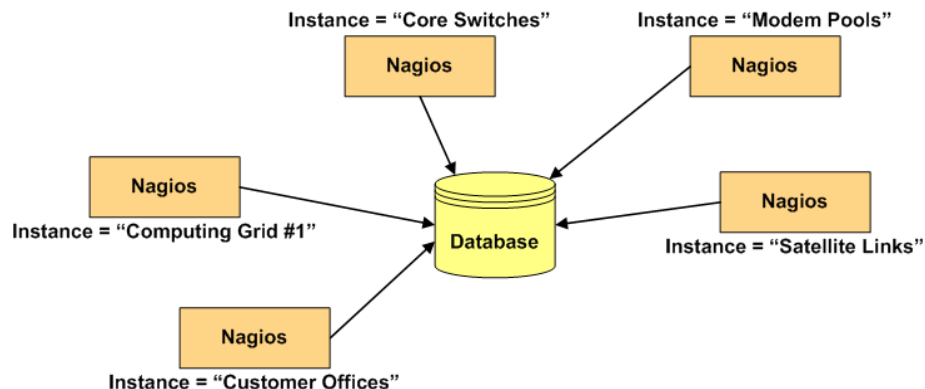 Instance = “Core Switches”
Nagios
Instance = “Modem Pools”
Nagios
Nagios
Instance = “Computing Grid #1”
Database
Nagios
Instance = “Satellite Links”
Nagios
Instance = “Customer Offices”